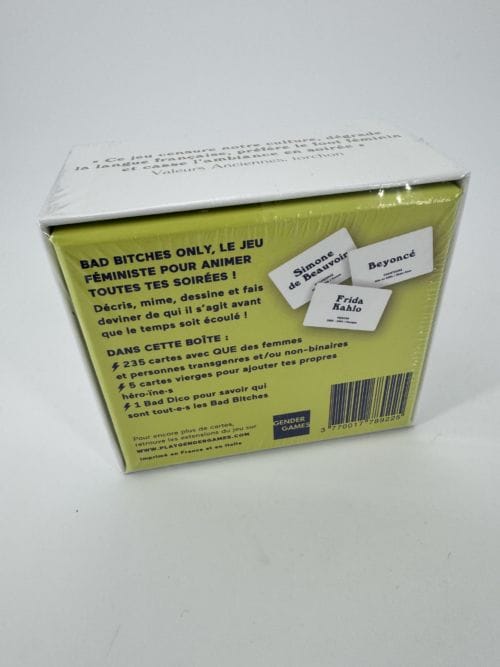 « Ce jeu censure notre culture, dégrade
la langue française, préfère le foot féminin
et casse l'ambiance en soirée »
Valeurs Anciennes, torchon
BAD BITCHES ONLY, LE JEU
FÉMINISTE POUR ANIMER
TOUTES TES SOIRÉES !
Décris, mime, dessine et fais
deviner de qui il s'agit avant
que le temps soit écoulé !
DANS CETTE BOÎTE :
235 cartes avec QUE des femmes
et personnes transgenres et/ou non-binaires
5 cartes vierges pour ajouter tes propres
héro·ïne·s
1 Bad Dico pour savoir qui
sont tout·e·s les Bad Bitches
Pour encore plus de cartes,
retrouve les extensions du jeu sur
WWW.PLAYGENDERGAMES.COM
Imprimé en France et en Italie
Simone
de Beauvoir
Beyoncé
Frida
Kahlo
GENDER
GAMES
3 770017 789225